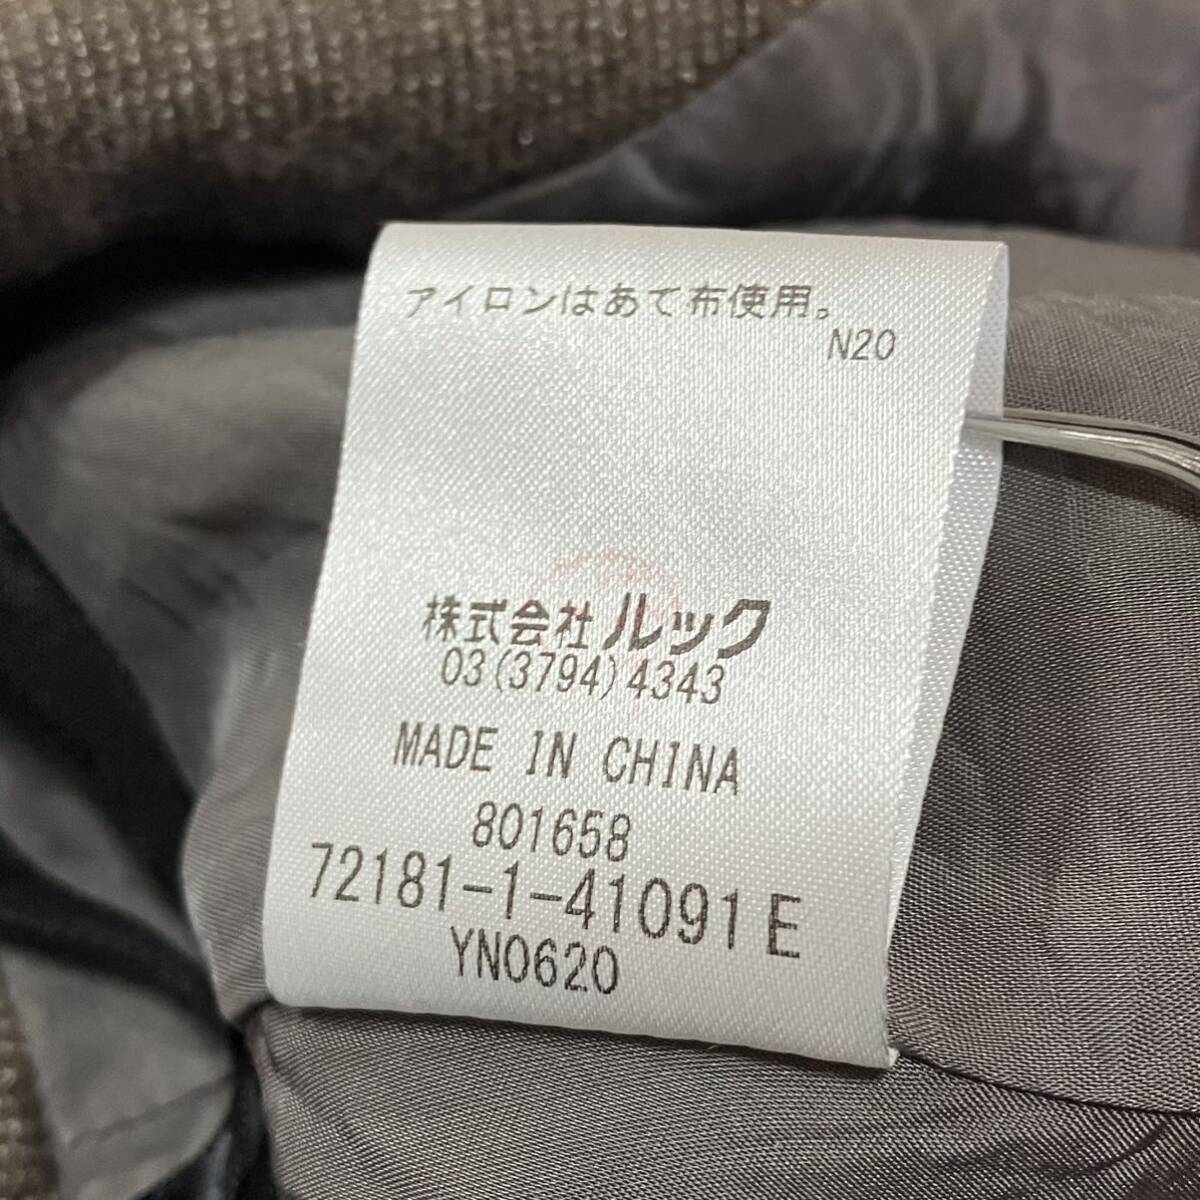 アイロンはあて布使用。
N20
株式会社ルック
03(3794)4343
MADE IN CHINA
801658
72181-1-41091E
YN0620